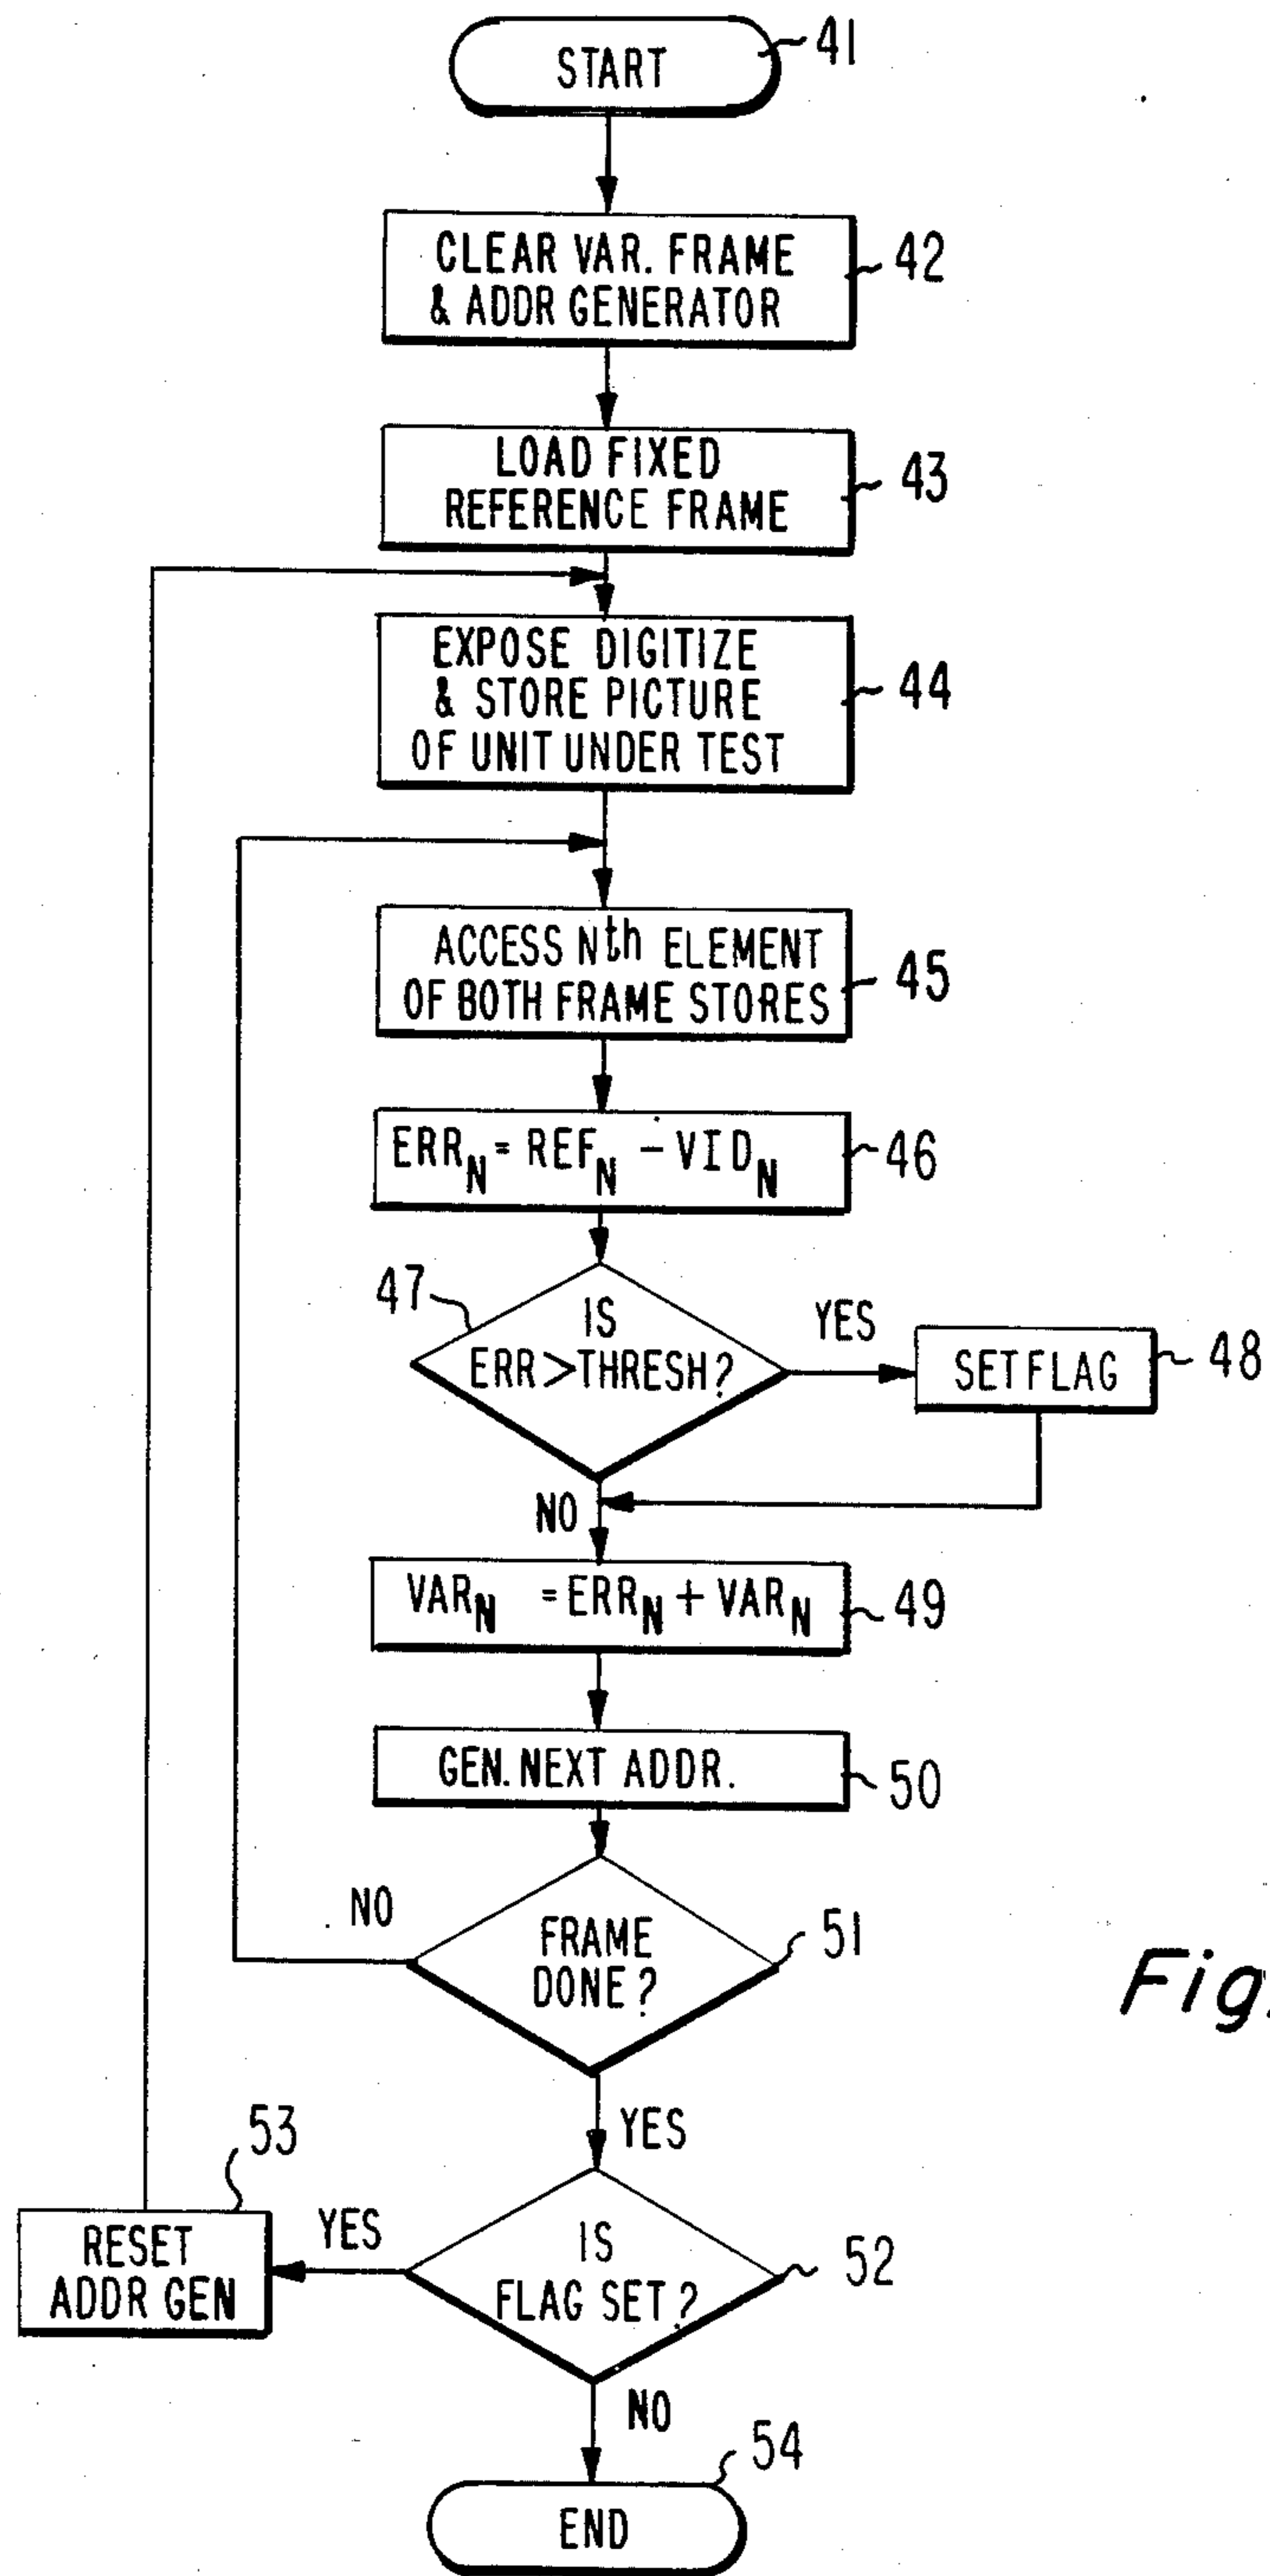 START
41
CLEAR VAR. FRAME
& ADDR GENERATOR
42
LOAD FIXED
REFERENCE FRAME
43
EXPOSE DIGITIZE
& STORE PICTURE
OF UNIT UNDER TEST
44
ACCESS Nth ELEMENT
OF BOTH FRAME STORES
45
ERRN = REFN - VIDN
46
47
IS
ERR>THRESH?
YES
SET FLAG
48
NO
VARN = ERRN + VARN
49
GEN. NEXT ADDR.
50
NO
FRAME
DONE?
51
Fig.
YES
53
RESET
ADDR GEN
YES
IS
FLAG SET?
52
NO
54
END